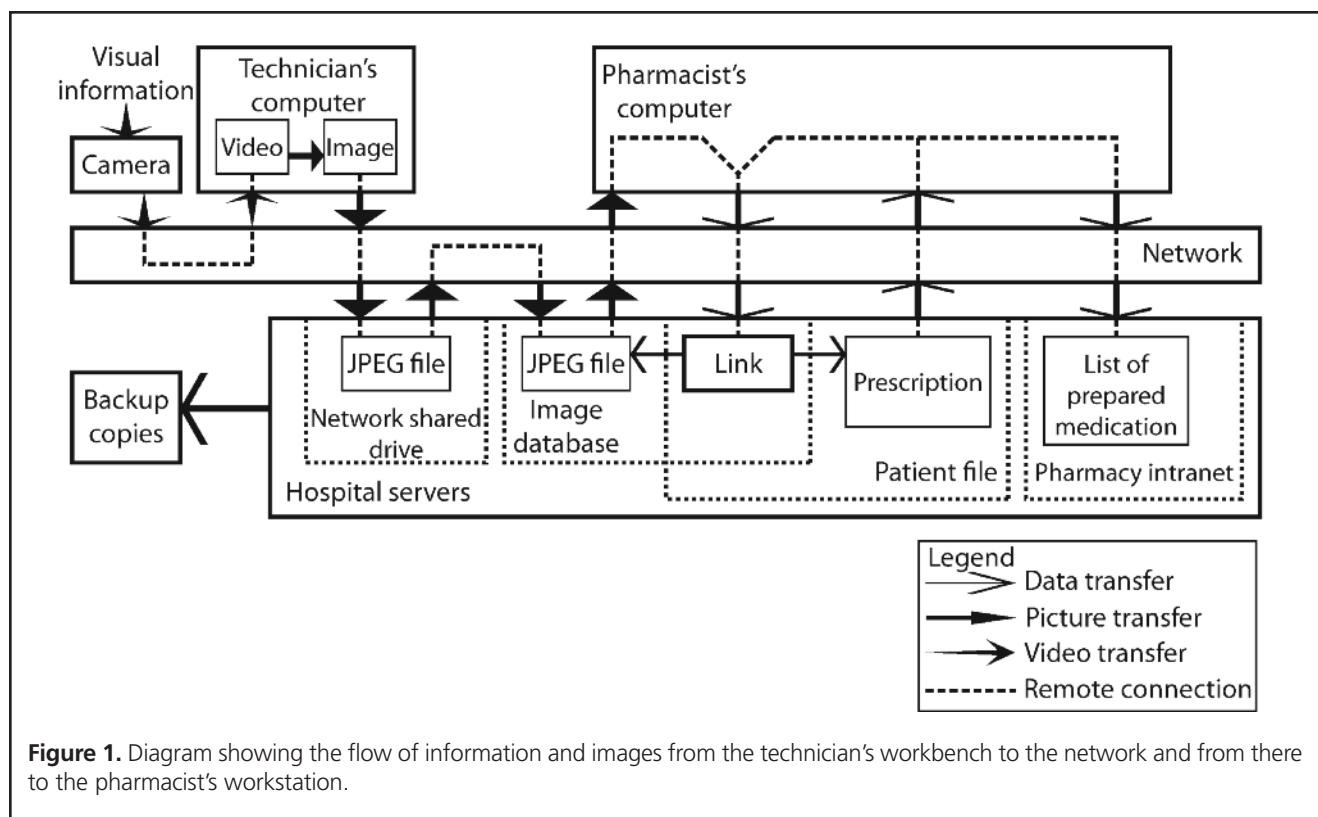 Visual
information
Camera
Technician's
computer
Video
Image
Pharmacist's
computer
Network
JPEG file
Network shared
drive
JPEG file
Image
database
Link
Prescription
Patient file
List of
prepared
medication
Pharmacy intranet
Hospital servers
Backup
copies
Legend
Data transfer
Picture transfer
Video transfer
Remote connection
Figure 1. Diagram showing the flow of information and images from the technician's workbench to the network and from there
to the pharmacist's workstation.